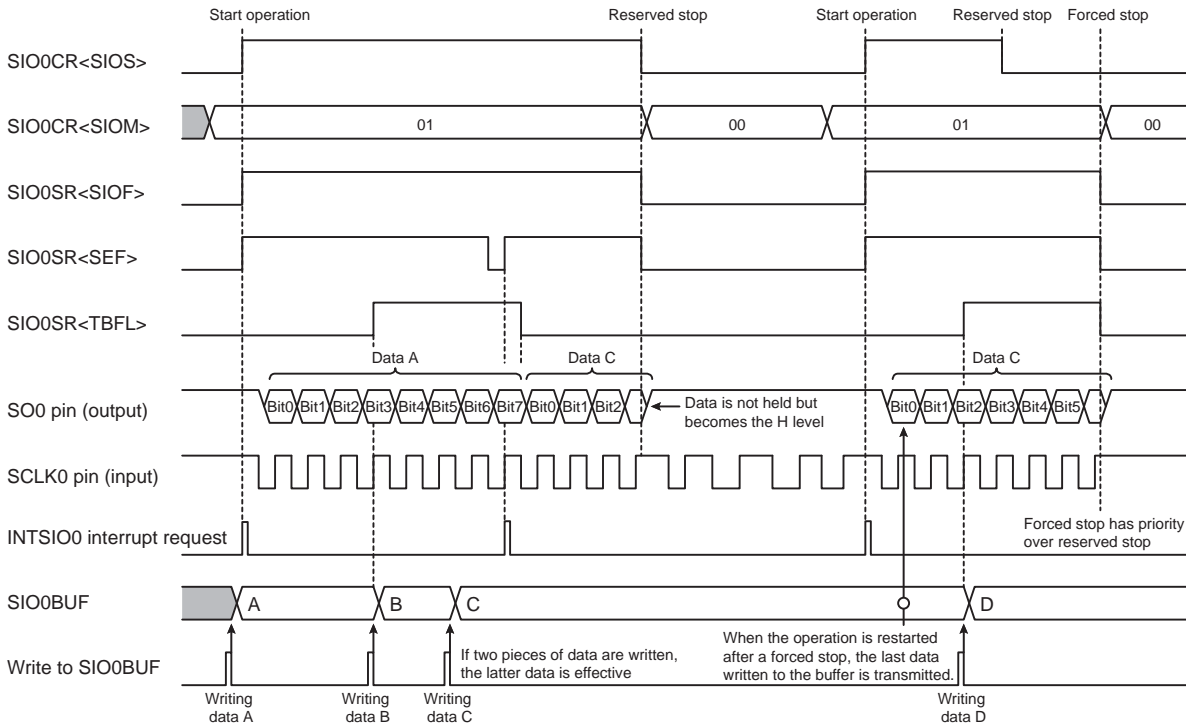 Start operation Reserved stop Start operation Reserved stop Forced stop
SIO0CR<SIOS>
SIO0CR<SIOM> 01 00 01 00
SIO0SR<SIOF>
SIO0SR<SEF>
SIO0SR<TBFL>
Data A Data C Data C
SO0 pin (output) Bit0 Bit1 Bit2 Bit3 Bit4 Bit5 Bit6 Bit7 Bit0 Bit1 Bit2 Data is not held but Bit0 Bit1 Bit2 Bit3 Bit4 Bit5
becomes the H level
SCLK0 pin (input)
INTSIO0 interrupt request Forced stop has priority
over reserved stop
SIO0BUF A B C D
When the operation is restarted
If two pieces of data are written, after a forced stop, the last data
Write to SIO0BUF the latter data is effective written to the buffer is transmitted.
Writing Writing Writing Writing
data A data B data C data D